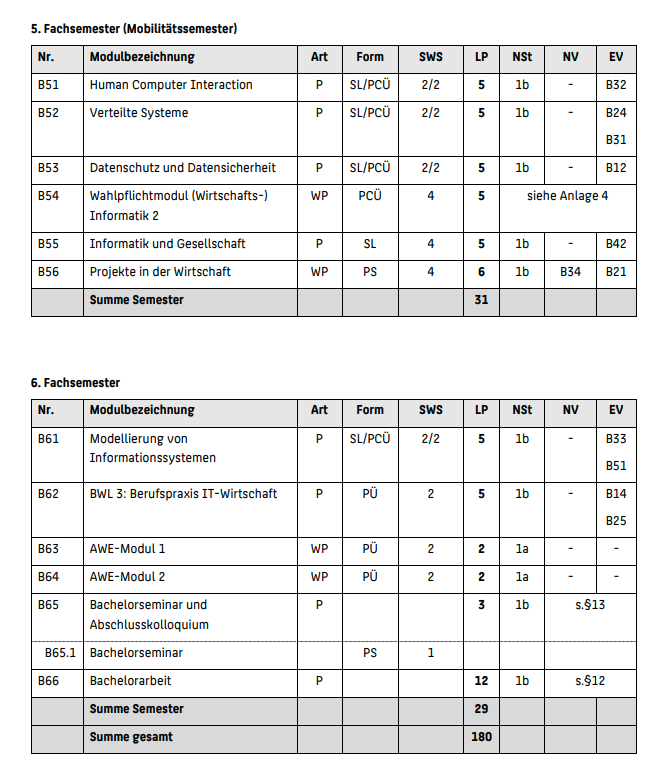 5. Fachsemester (Mobilitätssemester)
Nr. Modulbezeichnung Art Form SWS LP NSt NV EV
B51 Human Computer Interaction P SL/PCÜ 2/2 5 1b - B32
B52 Verteilte Systeme P SL/PCÜ 2/2 5 1b - B24
B31
B53 Datenschutz und Datensicherheit P SL/PCÜ 2/2 5 1b - B12
B54 Wahlpflichtmodul (Wirtschafts-) WP PCÜ 4 5 siehe Anlage 4
Informatik 2
B55 Informatik und Gesellschaft P SL 4 5 1b - B42
B56 Projekte in der Wirtschaft WP PS 4 6 1b B34 B21
Summe Semester 31
6. Fachsemester
Nr. Modulbezeichnung Art Form SWS LP NSt NV EV
B61 Modellierung von P SL/PCÜ 2/2 5 1b - B33
Informationssystemen
B51
B62 BWL 3: Berufspraxis IT-Wirtschaft P PÜ 2 5 1b - B14
B25
B63 AWE-Modul 1 WP PÜ 2 2 1a - -
B64 AWE-Modul 2 WP PÜ 2 2 1a - -
B65 Bachelorseminar und P 3 1b s.§13
Abschlusskolloquium
B65.1 Bachelorseminar PS 1
B66 Bachelorarbeit P 12 1b s.§12
Summe Semester 29
Summe gesamt 180